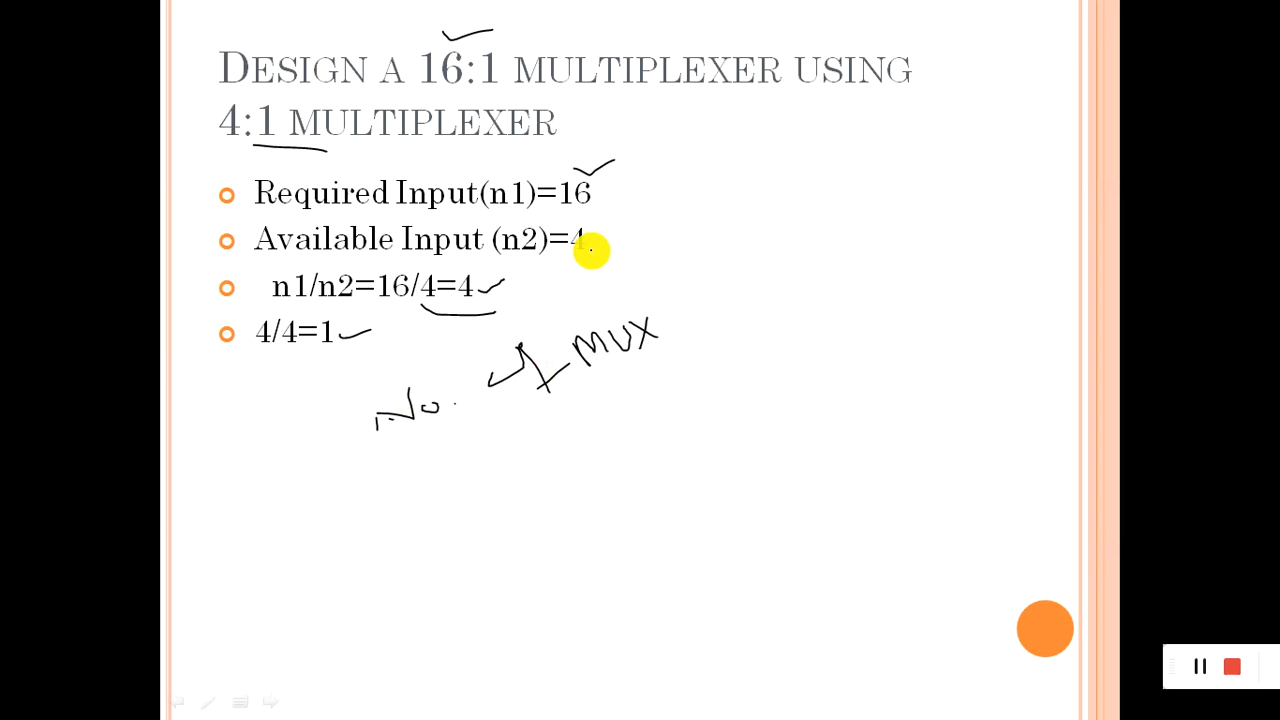 DESIGN A 16:1 MULTIPLEXER USING
4:1 MULTIPLEXER
Required Input(n1)=16
Available Input (n2)=4
n1/n2=16/4=4
4/4=1
No. of MUX